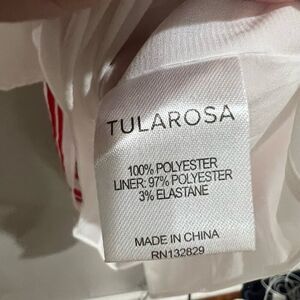 TULAROSA
100% POLYESTER
LINER: 97% POLYESTER
3% ELASTANE
MADE IN CHINA
RN132829